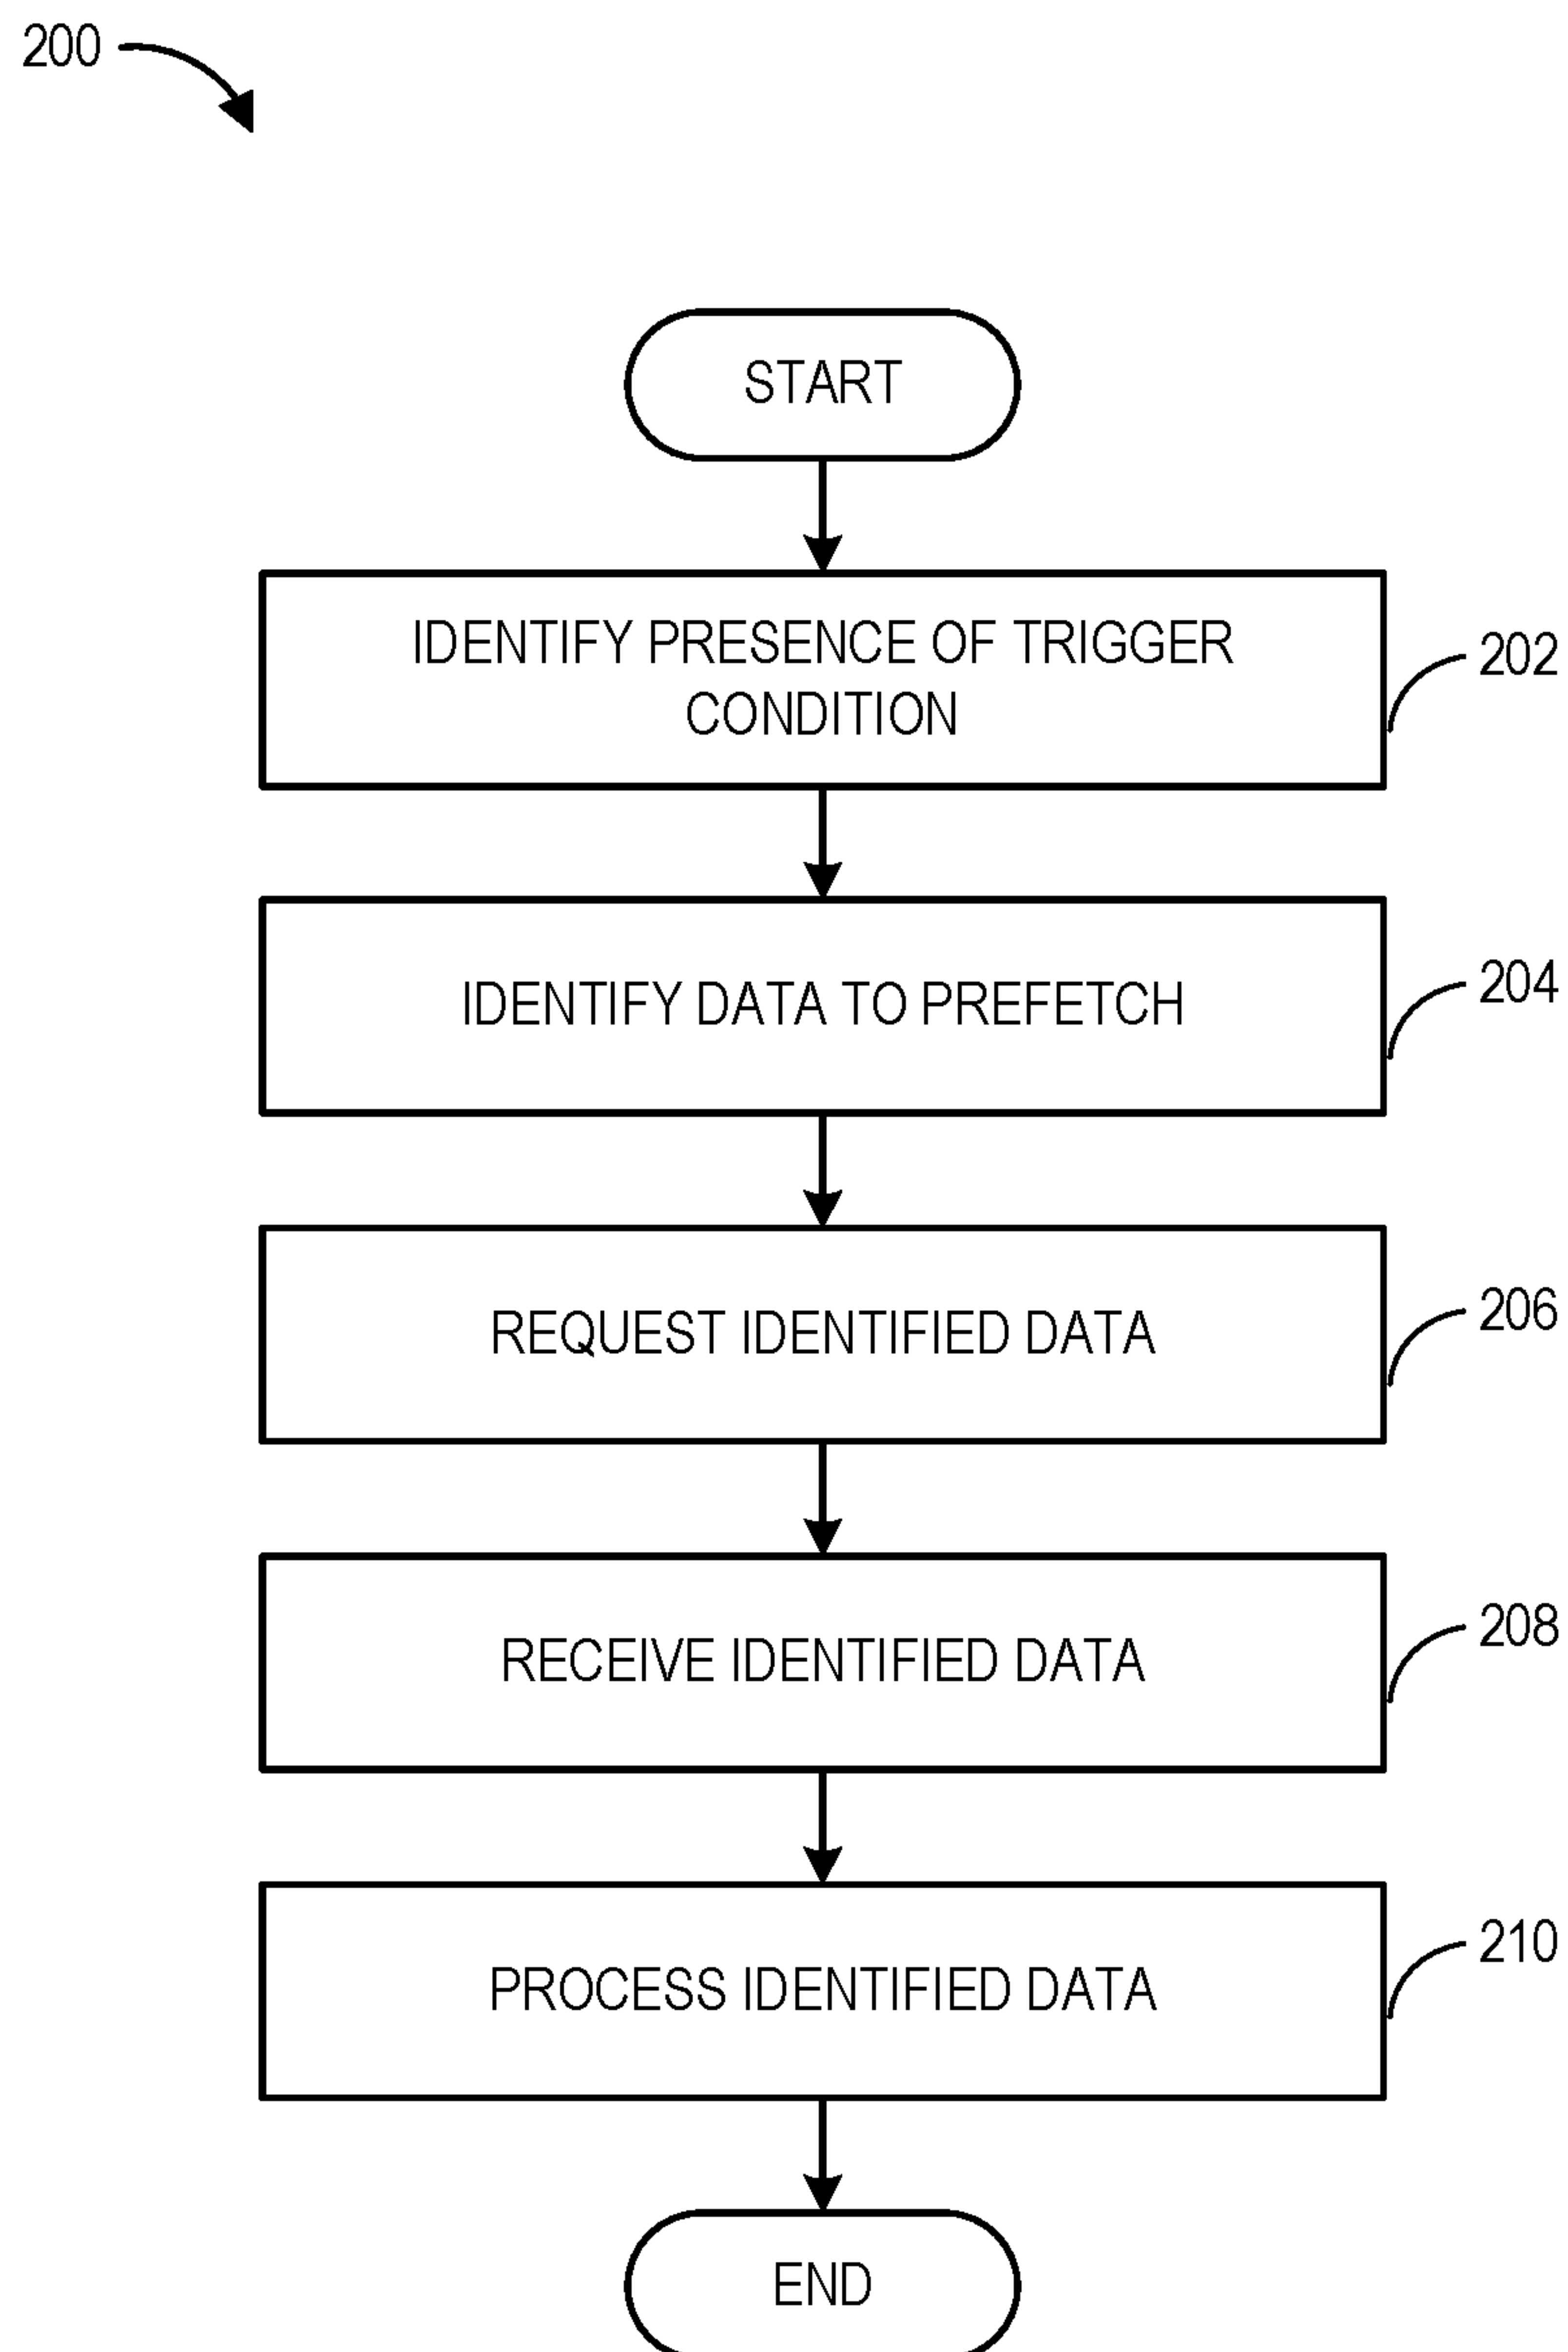 200
START
IDENTIFY PRESENCE OF TRIGGER
CONDITION
202
IDENTIFY DATA TO PREFETCH
204
REQUEST IDENTIFIED DATA
206
RECEIVE IDENTIFIED DATA
208
PROCESS IDENTIFIED DATA
210
END